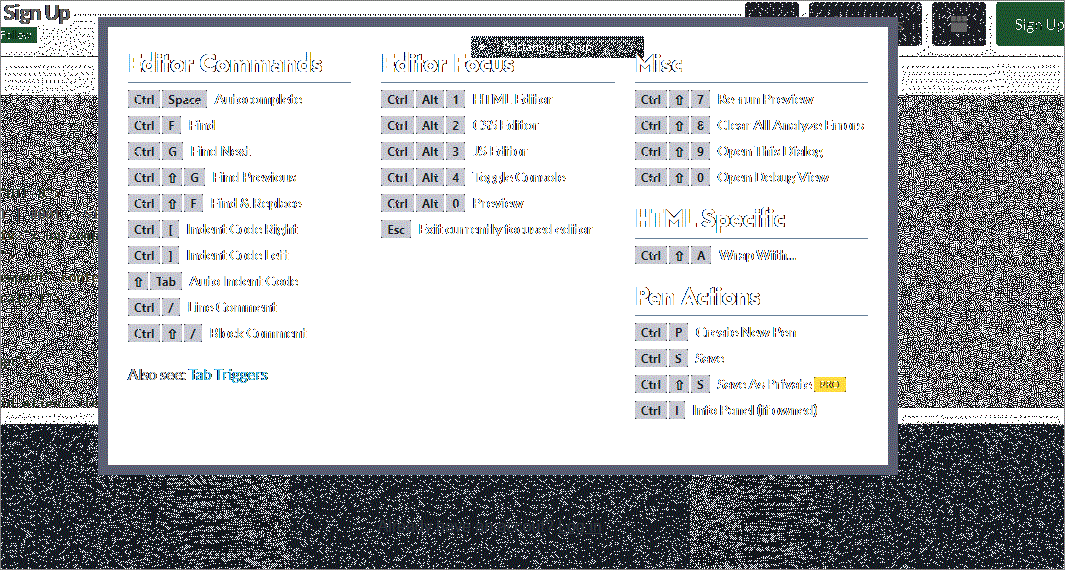 Sign Up
Sign Up
Rectangular Snip
Editor Commands
Ctrl Space Autocomplete
Ctrl F Find
Ctrl G Find Next
Ctrl ⇧ G Find Previous
Ctrl ⇧ F Find & Replace
Ctrl [ Indent Code Right
Ctrl ] Indent Code Left
⇧ Tab Auto Indent Code
Ctrl / Line Comment
Ctrl ⇧ / Block Comment
Also see: Tab Triggers
Editor Focus
Ctrl Alt 1 HTML Editor
Ctrl Alt 2 CSS Editor
Ctrl Alt 3 JS Editor
Ctrl Alt 4 Toggle Console
Ctrl Alt 0 Preview
Esc Exit currently focused editor
Misc
Ctrl ⇧ 7 Re-run Preview
Ctrl ⇧ 8 Clear All Analyze Errors
Ctrl ⇧ 9 Open This Dialog
Ctrl ⇧ 0 Open Debug View
HTML Specific
Ctrl ⇧ A Wrap With...
Pen Actions
Ctrl P Create New Pen
Ctrl S Save
Ctrl ⇧ S Save As Private PRO
Ctrl I Info Panel (if owned)